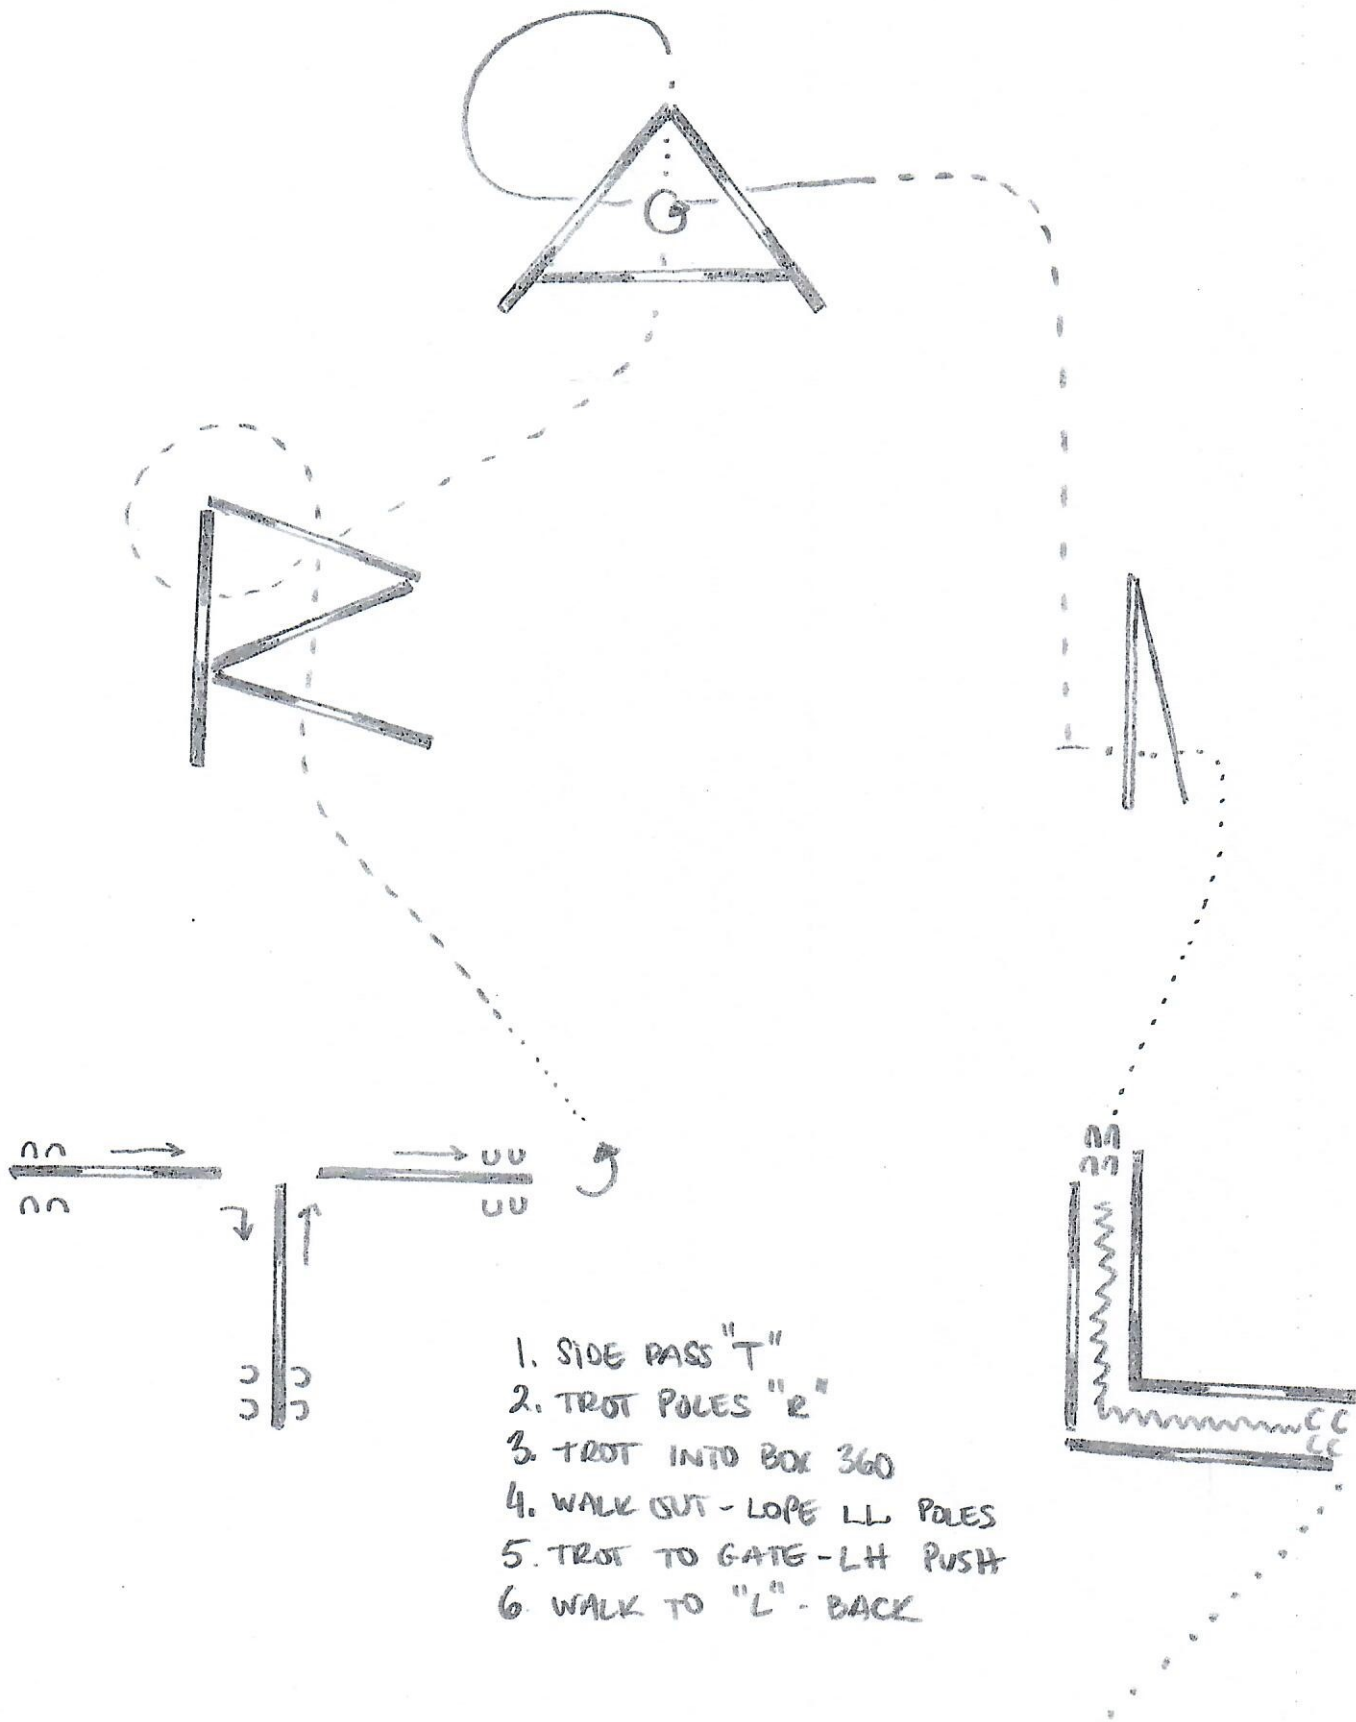 1. SIDE PASS "T"
2. TROT POLES "R"
3. TROT INTO BOX 360
4. WALK OUT - LOPE LL POLES
5. TROT TO GATE - LH PUSH
6 WALK TO "L" - BACK